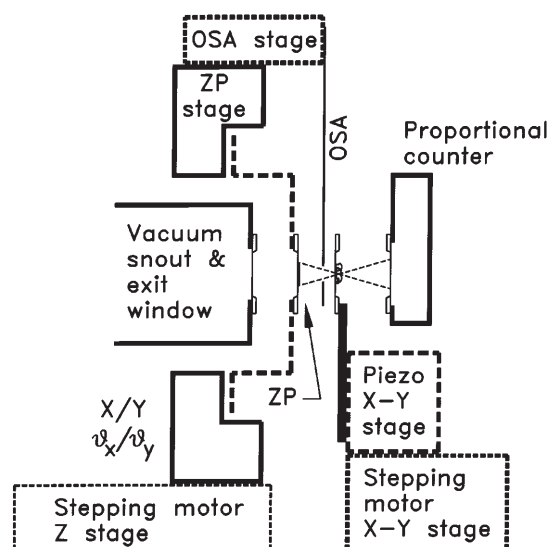 OSA stage
ZP
stage
OSA
Proportional
counter
Vacuum
snout &
exit
window
ZP
Piezo
X-Y
stage
X/Y
ϑx/ϑy
Stepping motor
Z stage
Stepping
motor
X-Y stage